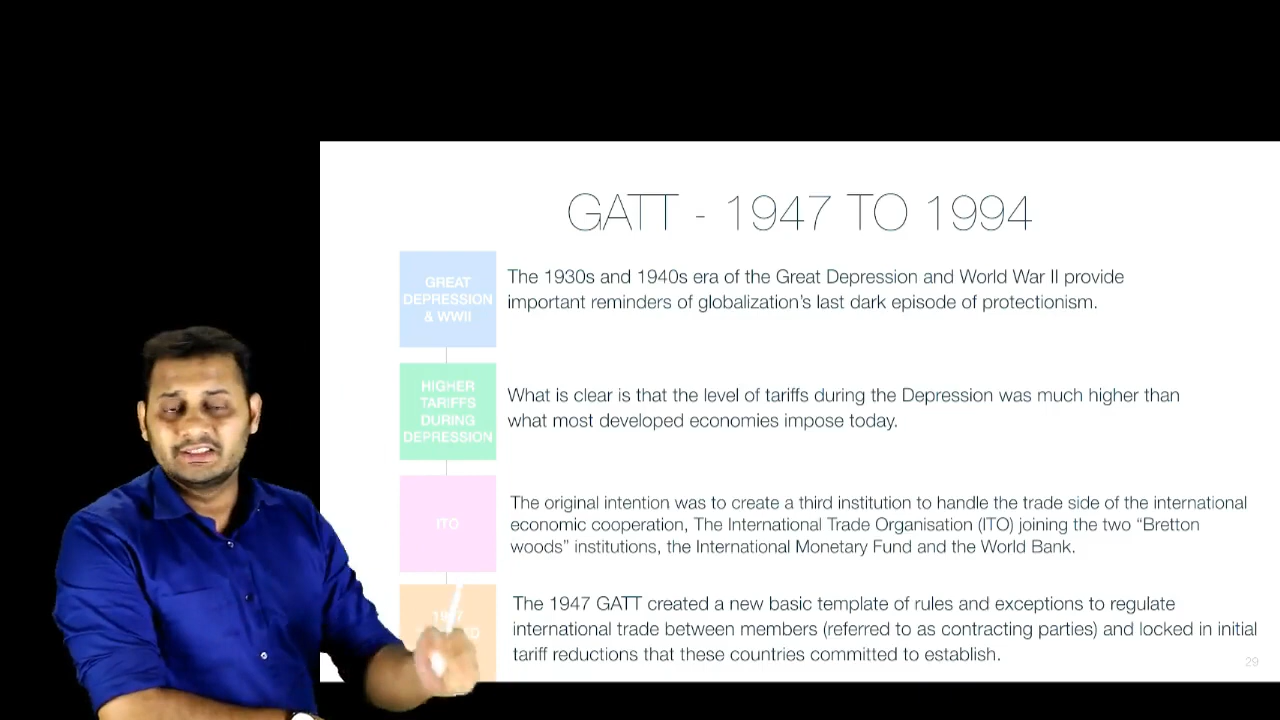 GATT - 1947 TO 1994
GREAT
DEPRESSION
& WWII
The 1930s and 1940s era of the Great Depression and World War II provide
important reminders of globalization's last dark episode of protectionism.
HIGHER
TARIFFS
DURING
DEPRESSION
What is clear is that the level of tariffs during the Depression was much higher than
what most developed economies impose today.
ITO
The original intention was to create a third institution to handle the trade side of the international
economic cooperation, The International Trade Organisation (ITO) joining the two “Bretton
woods” institutions, the International Monetary Fund and the World Bank.
The 1947 GATT created a new basic template of rules and exceptions to regulate
international trade between members (referred to as contracting parties) and locked in initial
tariff reductions that these countries committed to establish.
29